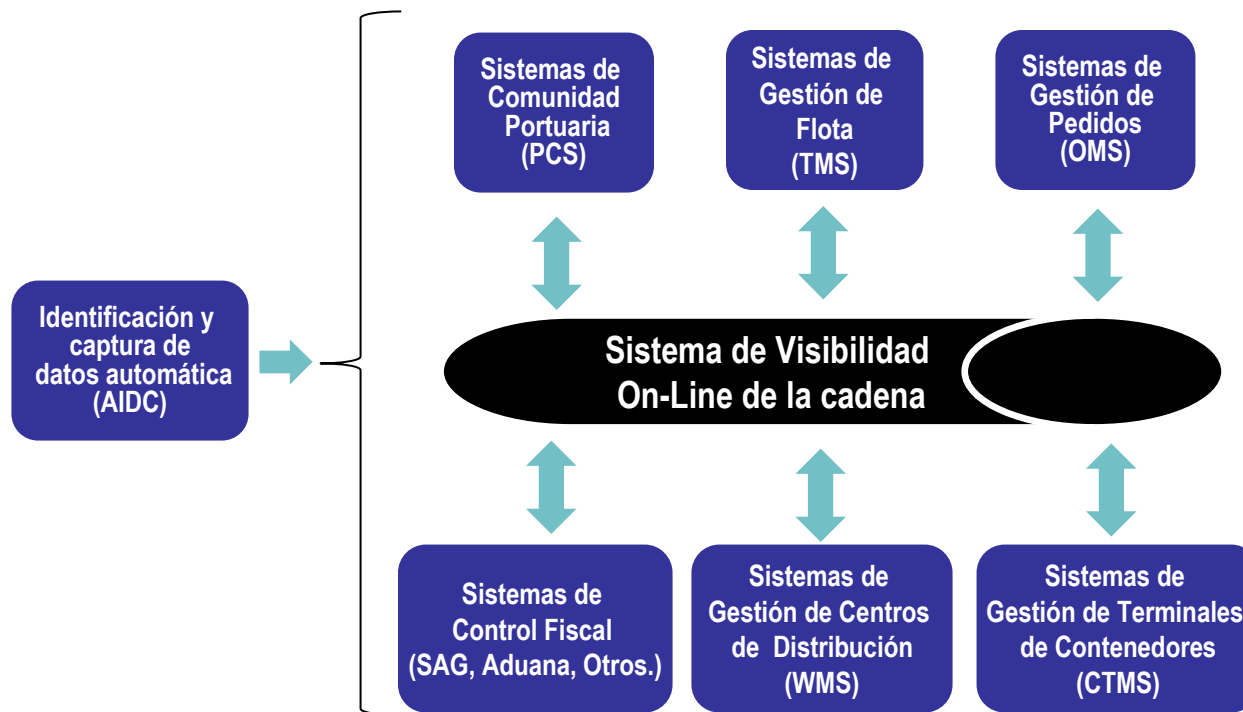 Sistemas de
Comunidad
Portuaria
(PCS)
Sistemas de
Gestión de
Flota
(TMS)
Sistemas de
Gestión de
Pedidos
(OMS)
Identificación y
captura de
datos automática
(AIDC)
Sistema de Visibilidad
On-Line de la cadena
Sistemas de
Control Fiscal
(SAG, Aduana, Otros.)
Sistemas de
Gestión de Centros
de Distribución
(WMS)
Sistemas de
Gestión de Terminales
de Contenedores
(CTMS)